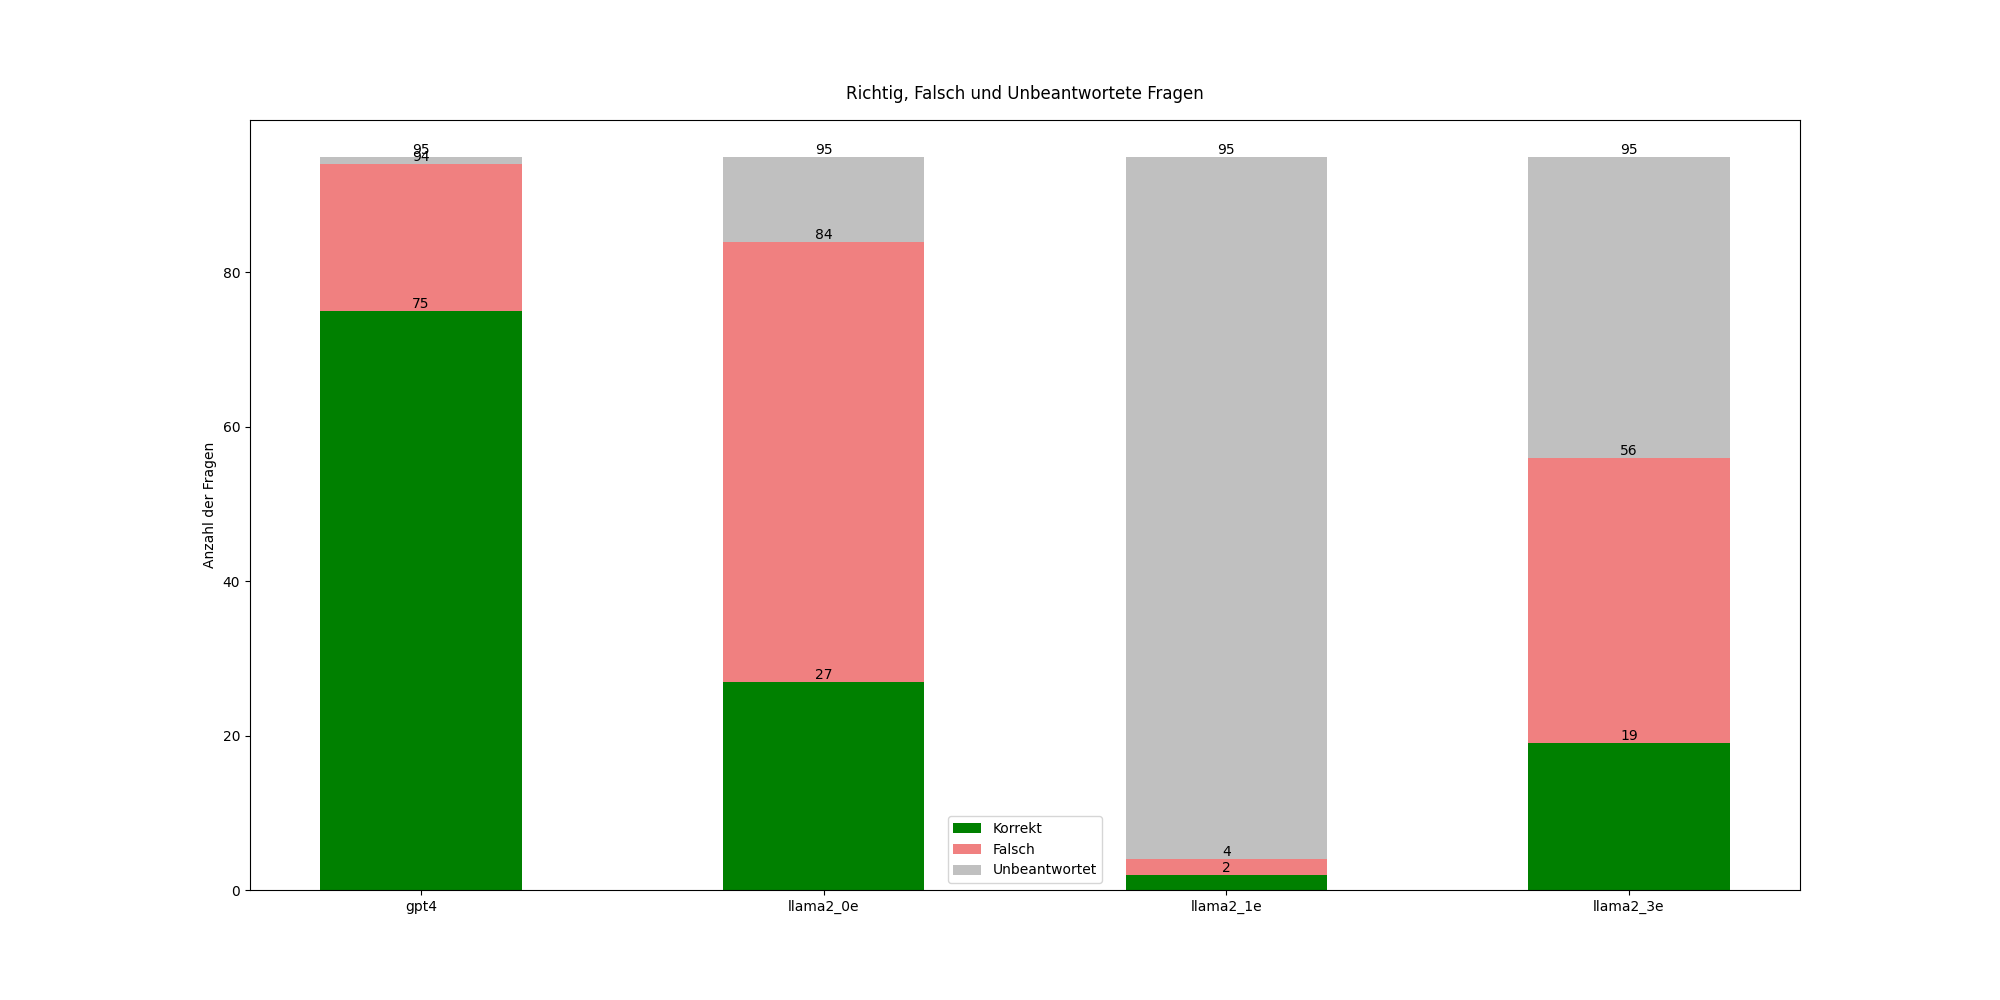 Richtig, Falsch und Unbeantwortete Fragen
Anzahl der Fragen
80
60
40
20
0
95
94
75
95
84
27
95
4
2
95
56
19
gpt4
llama2_0e
llama2_1e
llama2_3e
Korrekt
Falsch
Unbeantwortet